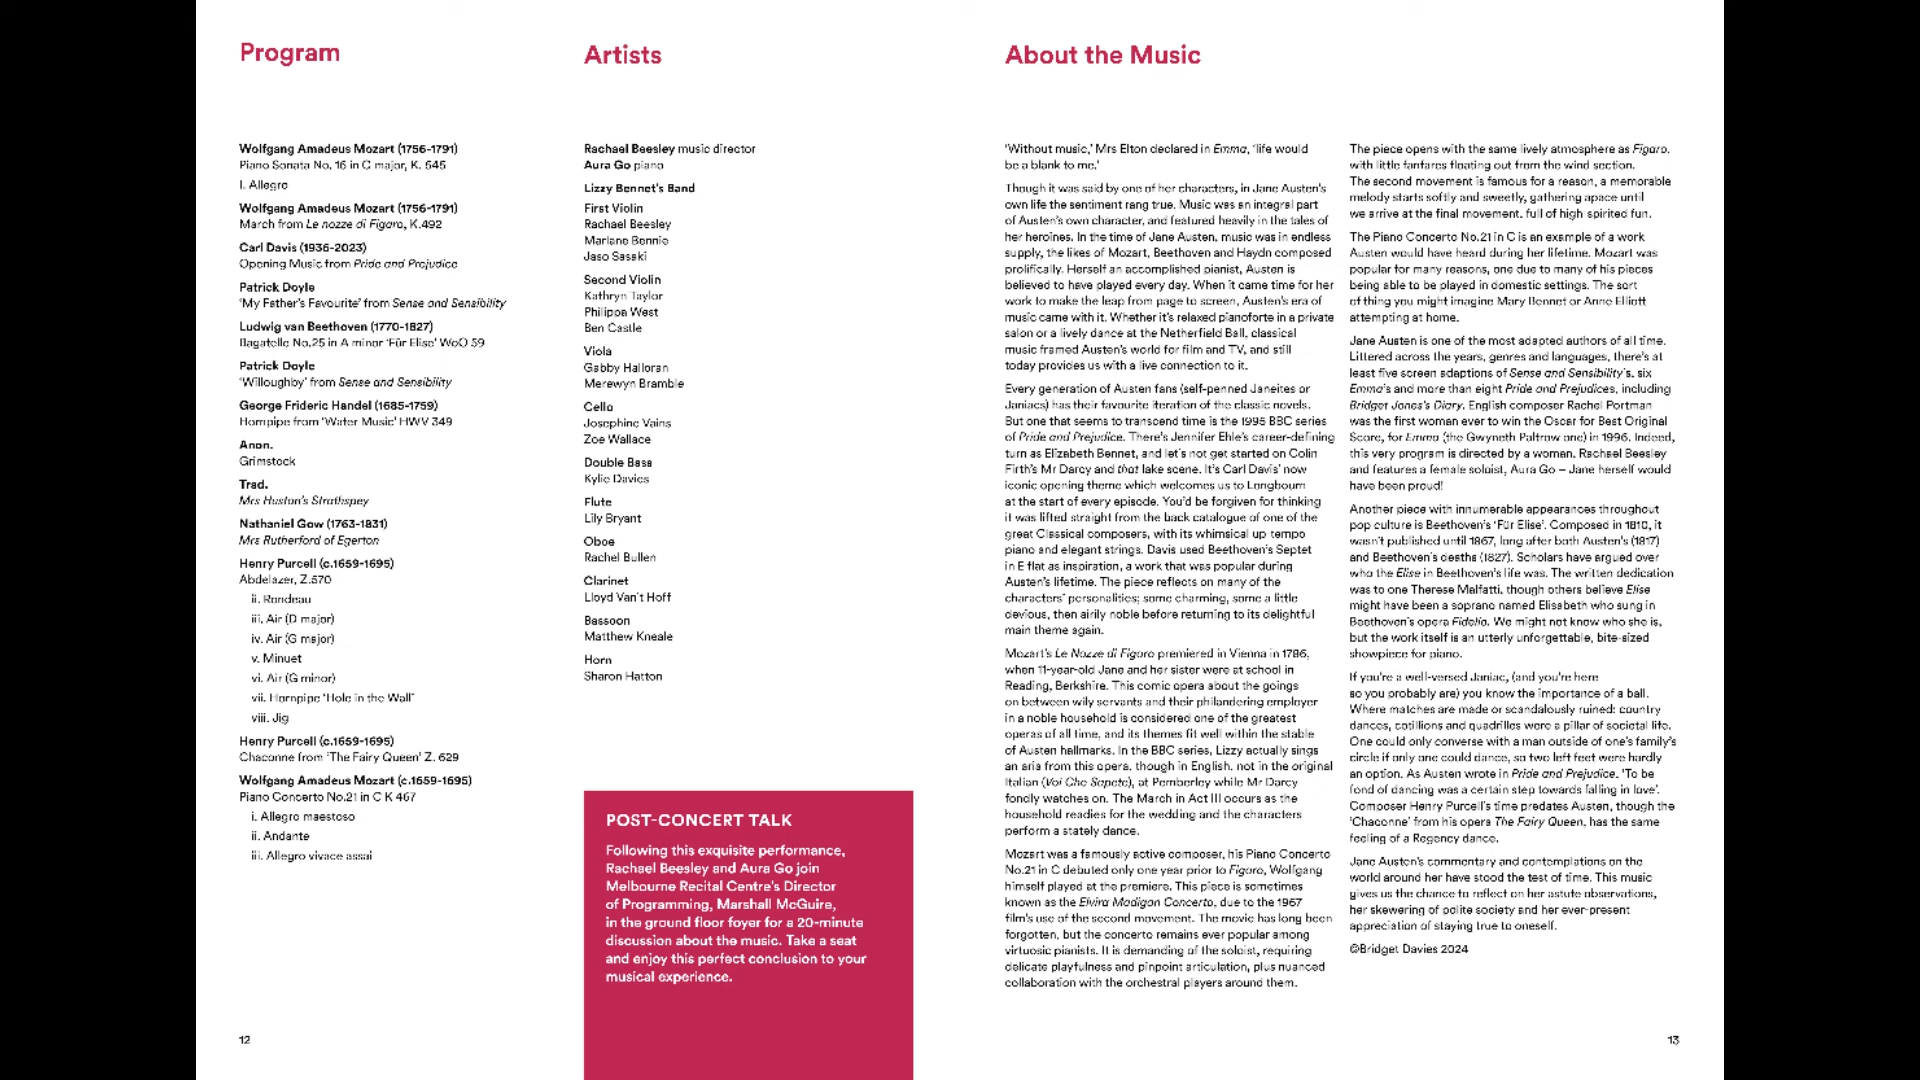 Program
Wolfgang Amadeus Mozart (1756-1791)
Piano Sonata No. 16 in C major, K. 545
I. Allegro
Wolfgang Amadeus Mozart (1756-1791)
March from Le nozze di Figaro, K.492
Carl Davis (1936-2023)
Opening Music from Pride and Prejudice
Patrick Doyle
‘My Father’s Favourite’ from Sense and Sensibility
Ludwig van Beethoven (1770-1827)
Bagatelle No.25 in A minor ‘Für Elise’ WoO 59
Patrick Doyle
‘Willoughby’ from Sense and Sensibility
George Frideric Handel (1685-1759)
Hornpipe from ‘Water Music’ HWV 349
Anon.
Grimstock
Trad.
Mrs Huston’s Strathspey
Nathaniel Gow (1763-1831)
Mrs Rutherford of Egerton
Henry Purcell (c.1659-1695)
Abdelazer, Z.570
ii. Rondeau
iii. Air (D major)
iv. Air (G major)
v. Minuet
vi. Air (G minor)
vii. Hornpipe ‘Hole in the Wall’
viii. Jig
Henry Purcell (c.1659-1695)
Chaconne from ‘The Fairy Queen’ Z. 629
Wolfgang Amadeus Mozart (c.1659-1695)
Piano Concerto No.21 in C K 467
i. Allegro maestoso
ii. Andante
iii. Allegro vivace assai
12
Artists
Rachael Beesley music director
Aura Go piano
Lizzy Bennet’s Band
First Violin
Rachael Beesley
Marlane Bennie
Jaso Sasaki
Second Violin
Kathryn Taylor
Philippa West
Ben Castle
Viola
Gabby Halloran
Merewyn Bramble
Cello
Josephine Vains
Zoe Wallace
Double Bass
Kylie Davies
Flute
Lily Bryant
Oboe
Rachel Bullen
Clarinet
Lloyd Van’t Hoff
Bassoon
Matthew Kneale
Horn
Sharon Hatton
POST-CONCERT TALK
Following this exquisite performance,
Rachael Beesley and Aura Go join
Melbourne Recital Centre’s Director
of Programming, Marshall McGuire,
in the ground floor foyer for a 20-minute
discussion about the music. Take a seat
and enjoy this perfect conclusion to your
musical experience.
About the Music
‘Without music,’ Mrs Elton declared in Emma, ‘life would
be a blank to me.’
Though it was said by one of her characters, in Jane Austen’s
own life the sentiment rang true. Music was an integral part
of Austen’s own character, and featured heavily in the tales of
her heroines. In the time of Jane Austen, music was in endless
supply, the likes of Mozart, Beethoven and Haydn composed
prolifically. Herself an accomplished pianist, Austen is
believed to have played every day. When it came time for her
work to make the leap from page to screen, Austen’s era of
music came with it. Whether it’s relaxed pianoforte in a private
salon or a lively dance at the Netherfield Ball, classical
music framed Austen’s world for film and TV, and still
today provides us with a live connection to it.
Every generation of Austen fans (self-penned Janeites or
Janiacs) has their favourite iteration of the classic novels.
But one that seems to transcend time is the 1995 BBC series
of Pride and Prejudice. There’s Jennifer Ehle’s career-defining
turn as Elizabeth Bennet, and let’s not get started on Colin
Firth’s Mr Darcy and that lake scene. It’s Carl Davis’ now
iconic opening theme which welcomes us to Longbourn
at the start of every episode. You’d be forgiven for thinking
it was lifted straight from the back catalogue of one of the
great Classical composers, with its whimsical up-tempo
piano and elegant strings. Davis used Beethoven’s Septet
in E flat as inspiration, a work that was popular during
Austen’s lifetime. The piece reflects on many of the
characters’ personalities; some charming, some a little
devious, then airily noble before returning to its delightful
main theme again.
Mozart’s Le Nozze di Figaro premiered in Vienna in 1786,
when 11-year-old Jane and her sister were at school in
Reading, Berkshire. This comic opera about the goings
on between wily servants and their philandering employer
in a noble household is considered one of the greatest
operas of all time, and its themes fit well within the stable
of Austen hallmarks. In the BBC series, Lizzy actually sings
an aria from this opera, though in English, not in the original
Italian (Voi Che Sapete), at Pemberley while Mr Darcy
fondly watches on. The March in Act III occurs as the
household readies for the wedding and the characters
perform a stately dance.
Mozart was a famously active composer, his Piano Concerto
No.21 in C debuted only one year prior to Figaro, Wolfgang
himself played at the premiere. This piece is sometimes
known as the Elvira Madigan Concerto, due to the 1967
film’s use of the second movement. The movie has long been
forgotten, but the concerto remains ever popular among
virtuosic pianists. It is demanding of the soloist, requiring
delicate playfulness and pinpoint articulation, plus nuanced
collaboration with the orchestral players around them.
The piece opens with the same lively atmosphere as Figaro,
with little fanfares floating out from the wind section.
The second movement is famous for a reason, a memorable
melody starts softly and sweetly, gathering apace until
we arrive at the final movement, full of high spirited fun.
The Piano Concerto No.21 in C is an example of a work
Austen would have heard during her lifetime. Mozart was
popular for many reasons, one due to many of his pieces
being able to be played in domestic settings. The sort
of thing you might imagine Mary Bennet or Anne Elliott
attempting at home.
Jane Austen is one of the most adapted authors of all time.
Littered across the years, genres and languages, there’s at
least five screen adaptions of Sense and Sensibility’s, six
Emma’s and more than eight Pride and Prejudices, including
Bridget Jones’s Diary. English composer Rachel Portman
was the first woman ever to win the Oscar for Best Original
Score, for Emma (the Gwyneth Paltrow one) in 1996. Indeed,
this very program is directed by a woman, Rachael Beesley
and features a female soloist, Aura Go – Jane herself would
have been proud!
Another piece with innumerable appearances throughout
pop culture is Beethoven’s ‘Für Elise’. Composed in 1810, it
wasn’t published until 1867, long after both Austen’s (1817)
and Beethoven’s deaths (1827). Scholars have argued over
who the Elise in Beethoven’s life was. The written dedication
was to one Therese Malfatti, though others believe Elise
might have been a soprano named Elisabeth who sung in
Beethoven’s opera Fidelio. We might not know who she is,
but the work itself is an utterly unforgettable, bite-sized
showpiece for piano.
If you’re a well-versed Janiac, (and you’re here
so you probably are) you know the importance of a ball.
Where matches are made or scandalously ruined: country
dances, cotillions and quadrilles were a pillar of societal life.
One could only converse with a man outside of one’s family’s
circle if only one could dance, so two left feet were hardly
an option. As Austen wrote in Pride and Prejudice, ‘To be
fond of dancing was a certain step towards falling in love’.
Composer Henry Purcell’s time predates Austen, though the
‘Chaconne’ from his opera The Fairy Queen, has the same
feeling of a Regency dance.
Jane Austen’s commentary and contemplations on the
world around her have stood the test of time. This music
gives us the chance to reflect on her astute observations,
her skewering of polite society and her ever-present
appreciation of staying true to oneself.
©Bridget Davies 2024
13